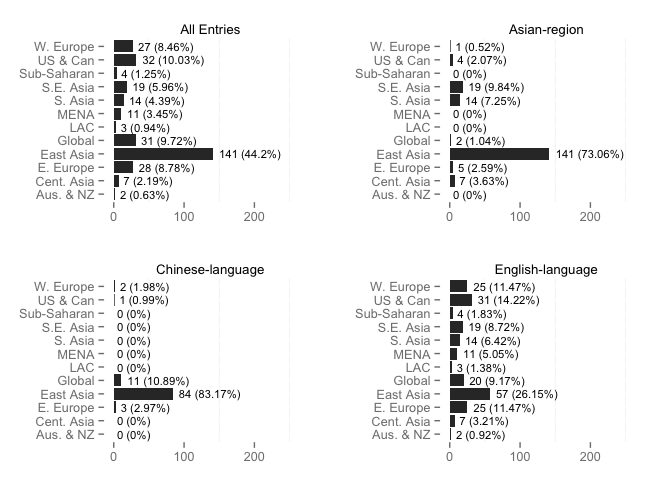 All Entries
W. Europe 27 (8.46%)
US & Can 32 (10.03%)
Sub-Saharan 4 (1.25%)
S.E. Asia 19 (5.96%)
S. Asia 14 (4.39%)
MENA 11 (3.45%)
LAC 3 (0.94%)
Global 31 (9.72%)
East Asia 141 (44.2%)
E. Europe 28 (8.78%)
Cent. Asia 7 (2.19%)
Aus. & NZ 2 (0.63%)
0 100 200
Asian-region
W. Europe 1 (0.52%)
US & Can 4 (2.07%)
Sub-Saharan 0 (0%)
S.E. Asia 19 (9.84%)
S. Asia 14 (7.25%)
MENA 0 (0%)
LAC 0 (0%)
Global 2 (1.04%)
East Asia 141 (73.06%)
E. Europe 5 (2.59%)
Cent. Asia 7 (3.63%)
Aus. & NZ 0 (0%)
0 100 200
Chinese-language
W. Europe 2 (1.98%)
US & Can 1 (0.99%)
Sub-Saharan 0 (0%)
S.E. Asia 0 (0%)
S. Asia 0 (0%)
MENA 0 (0%)
LAC 0 (0%)
Global 11 (10.89%)
East Asia 84 (83.17%)
E. Europe 3 (2.97%)
Cent. Asia 0 (0%)
Aus. & NZ 0 (0%)
0 100 200
English-language
W. Europe 25 (11.47%)
US & Can 31 (14.22%)
Sub-Saharan 4 (1.83%)
S.E. Asia 19 (8.72%)
S. Asia 14 (6.42%)
MENA 11 (5.05%)
LAC 3 (1.38%)
Global 20 (9.17%)
East Asia 57 (26.15%)
E. Europe 25 (11.47%)
Cent. Asia 7 (3.21%)
Aus. & NZ 2 (0.92%)
0 100 200